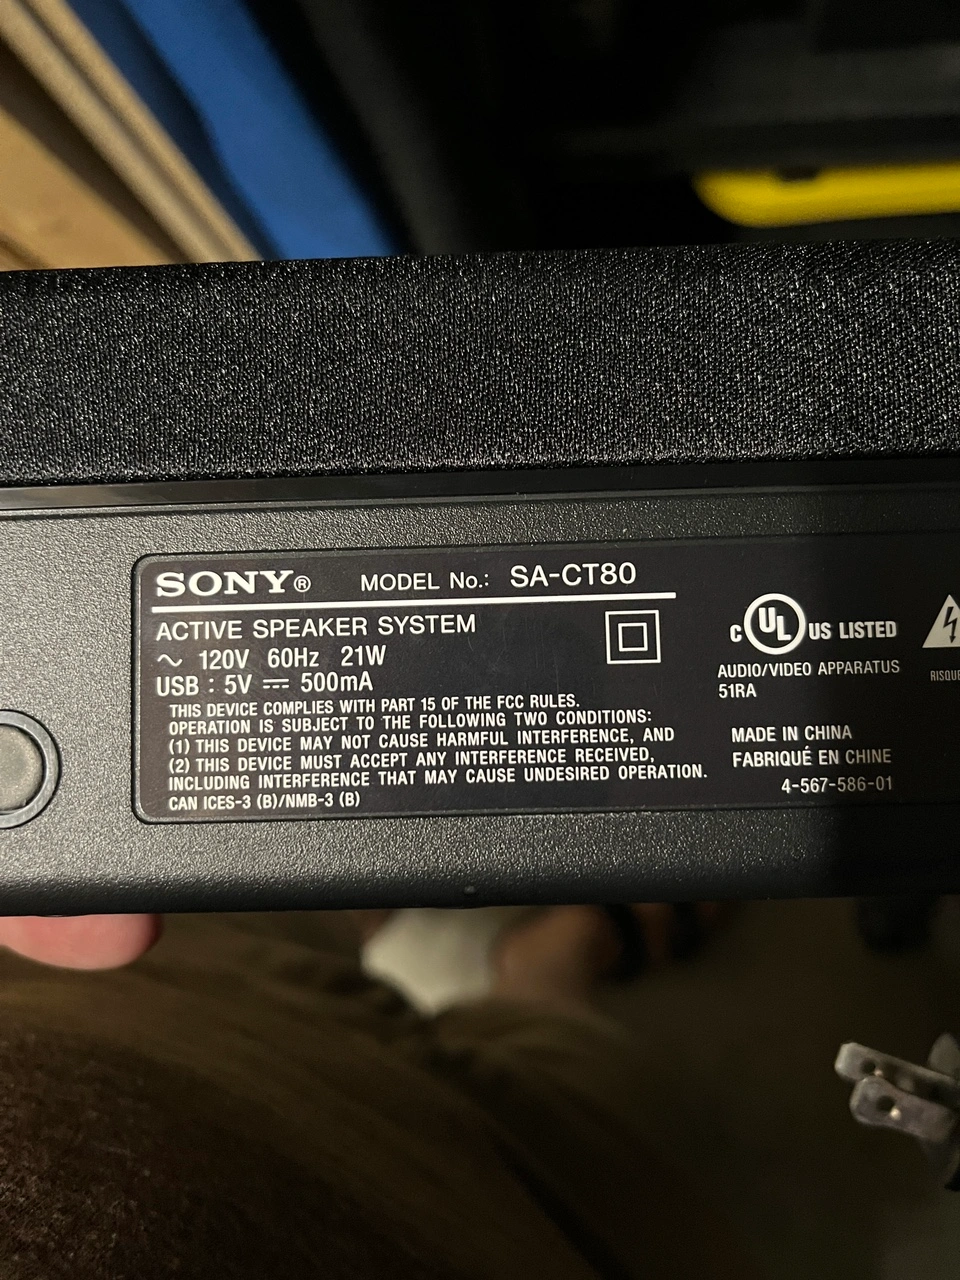 SONY® MODEL No.: SA-CT80
ACTIVE SPEAKER SYSTEM
~ 120V 60Hz 21W
USB : 5V ⎓ 500mA
THIS DEVICE COMPLIES WITH PART 15 OF THE FCC RULES.
OPERATION IS SUBJECT TO THE FOLLOWING TWO CONDITIONS:
(1) THIS DEVICE MAY NOT CAUSE HARMFUL INTERFERENCE, AND
(2) THIS DEVICE MUST ACCEPT ANY INTERFERENCE RECEIVED,
INCLUDING INTERFERENCE THAT MAY CAUSE UNDESIRED OPERATION.
CAN ICES-3 (B)/NMB-3 (B)
C UL US LISTED
AUDIO/VIDEO APPARATUS
51RA
MADE IN CHINA
FABRIQUÉ EN CHINE
4-567-586-01
RISQUE